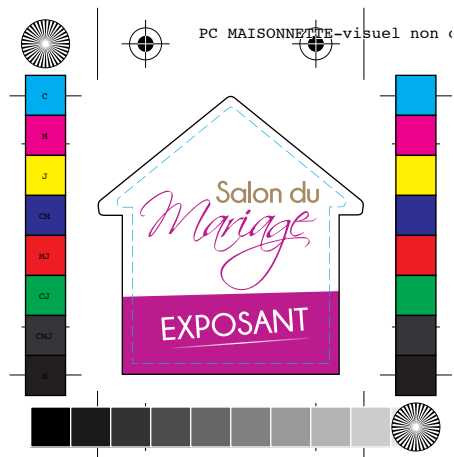 PC MAISONNETTE-visuel non
C
M
J
CM
MJ
CJ
CMJ
N
Salon du
Mariage
EXPOSANT